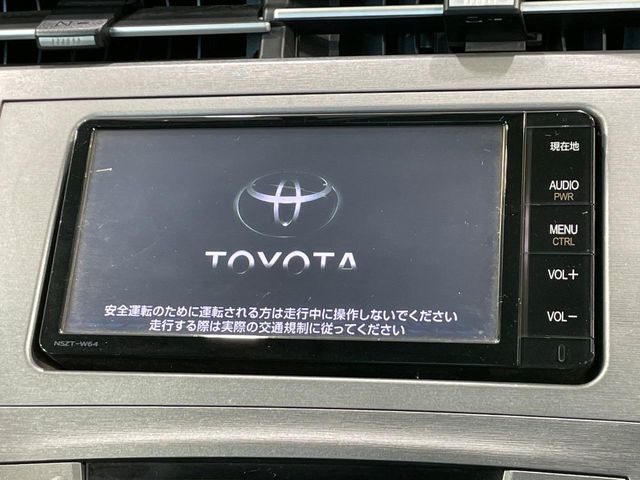 TOYOTA
安全運転のために運転される方は走行中に操作しないでください
走行する際は実際の交通規制に従ってください
NSZT-W64
現在地
AUDIO
PWR
MENU
CTRL
VOL+
VOL−